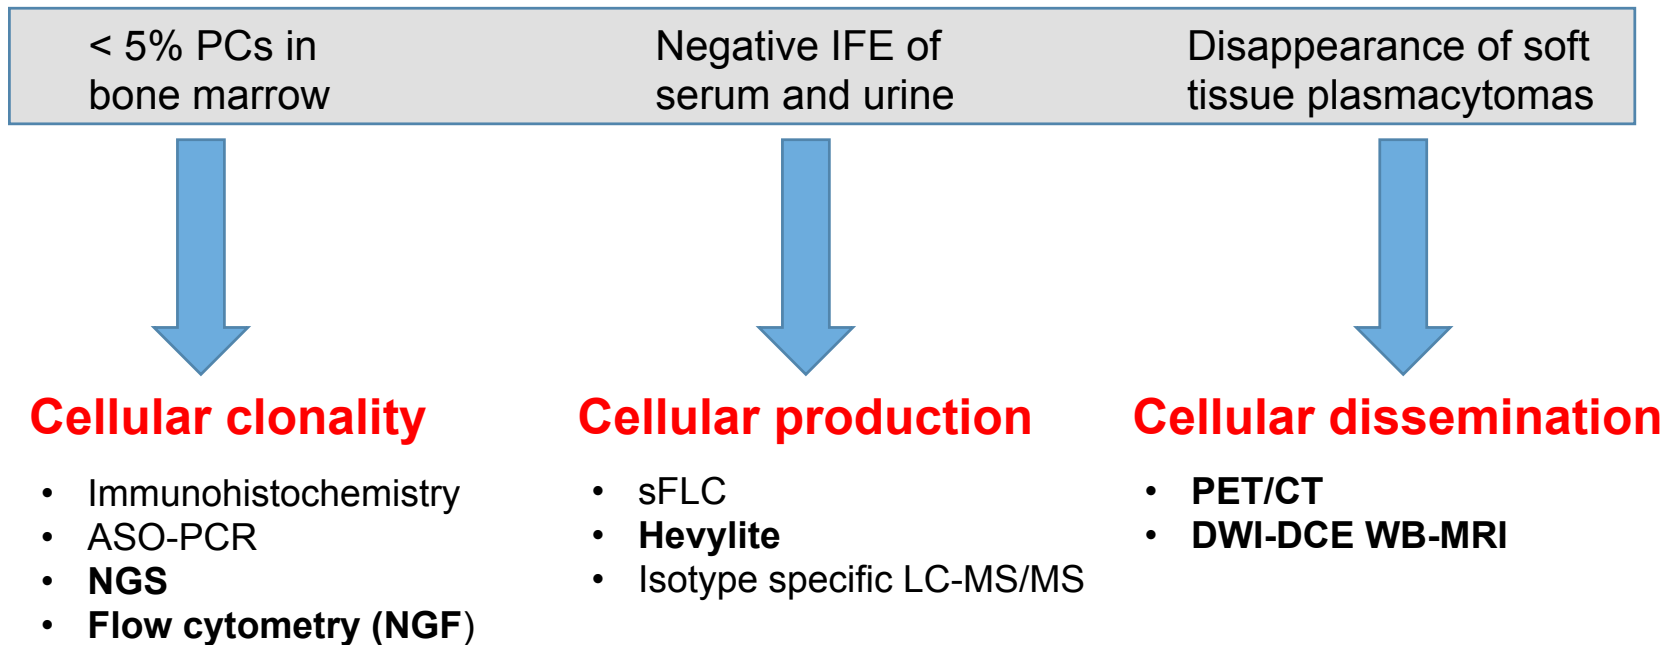 < 5% PCs in
bone marrow
Negative IFE of
serum and urine
Disappearance of soft
tissue plasmacytomas
Cellular clonality
• Immunohistochemistry
• ASO-PCR
• NGS
• Flow cytometry (NGF)
Cellular production
• sFLC
• Hevylite
• Isotype specific LC-MS/MS
Cellular dissemination
• PET/CT
• DWI-DCE WB-MRI